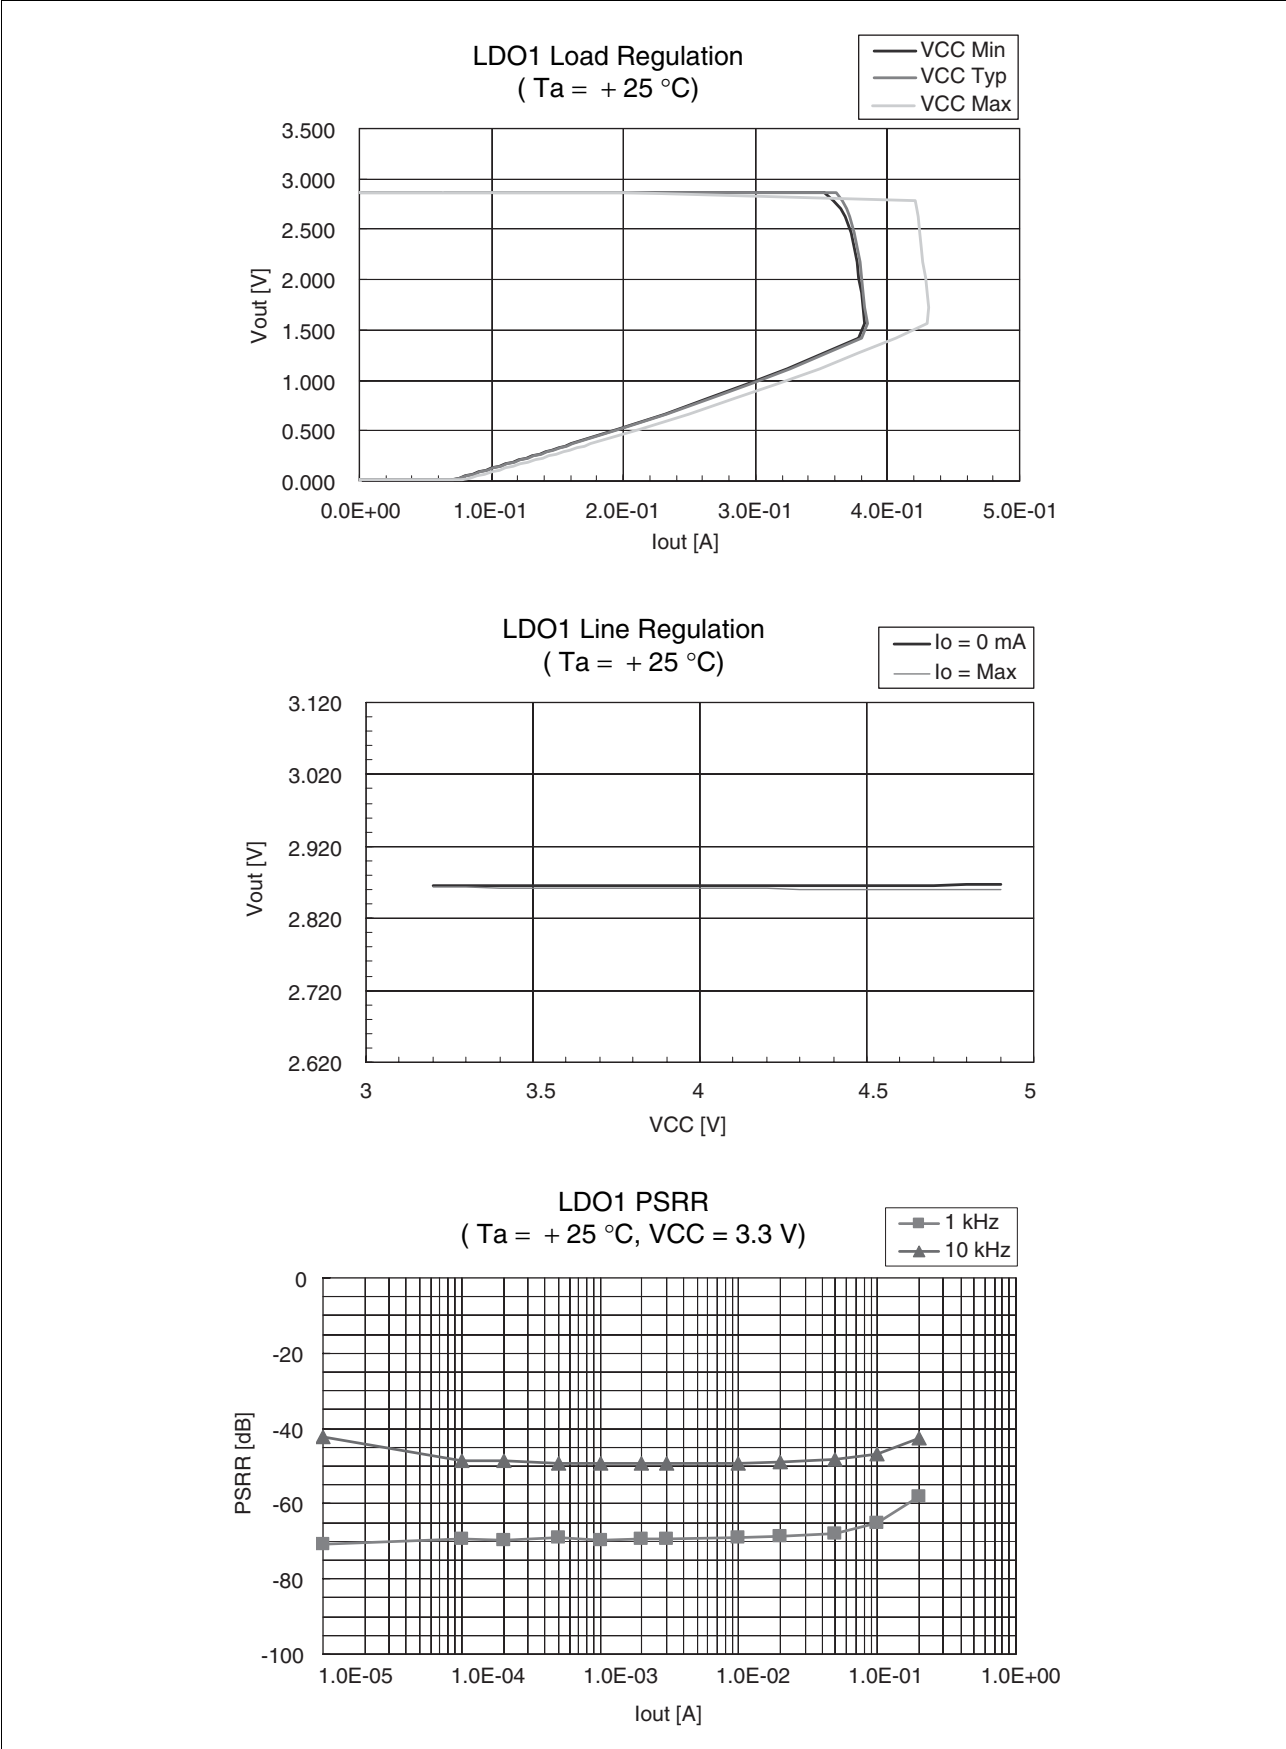 LDO1 Load Regulation
( Ta = + 25 °C)
VCC Min
VCC Typ
VCC Max
3.500
3.000
2.500
2.000
1.500
1.000
0.500
0.000
Vout [V]
0.0E+00 1.0E-01 2.0E-01 3.0E-01 4.0E-01 5.0E-01
Iout [A]
LDO1 Line Regulation
( Ta = + 25 °C)
Io = 0 mA
Io = Max
3.120
3.020
2.920
2.820
2.720
2.620
Vout [V]
3 3.5 4 4.5 5
VCC [V]
LDO1 PSRR
( Ta = + 25 °C, VCC = 3.3 V)
1 kHz
10 kHz
0
-20
-40
-60
-80
-100
PSRR [dB]
1.0E-05 1.0E-04 1.0E-03 1.0E-02 1.0E-01 1.0E+00
Iout [A]